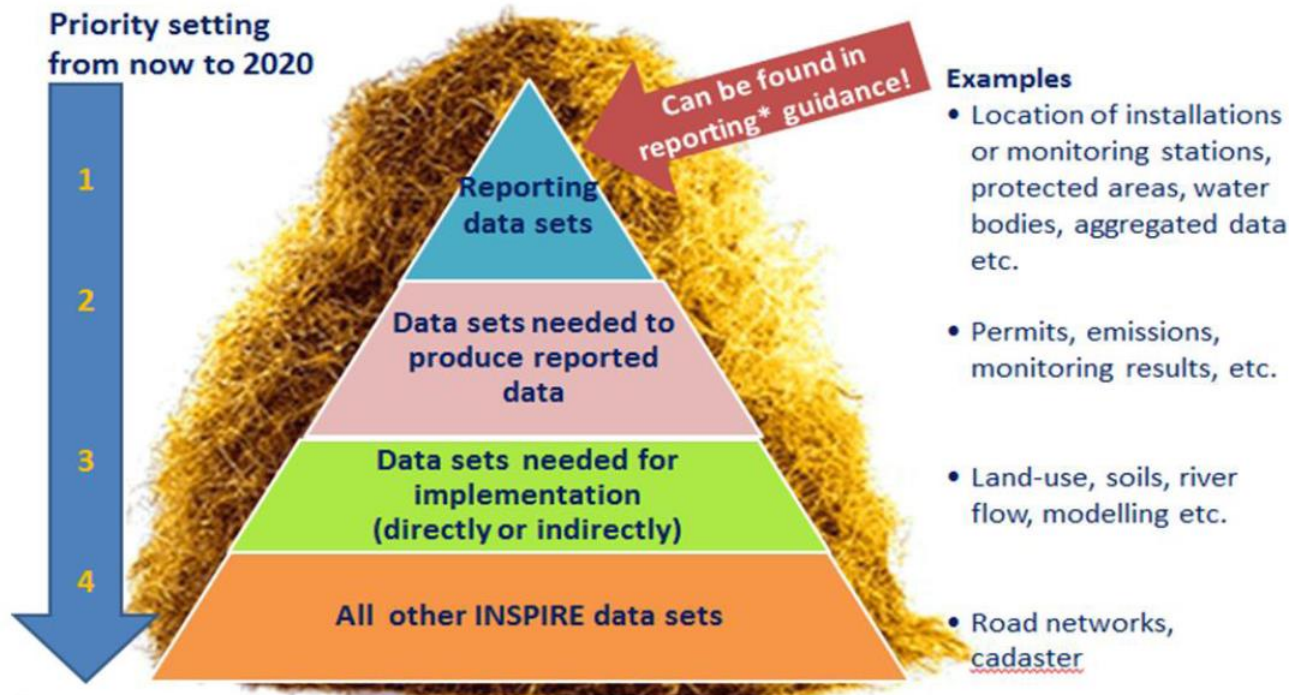 Priority setting
from now to 2020
1
2
3
4
Can be found in
reporting* guidance!
Reporting
data sets
Data sets needed to
produce reported
data
Data sets needed for
implementation
(directly or indirectly)
All other INSPIRE data sets
Examples
• Location of installations
or monitoring stations,
protected areas, water
bodies, aggregated data
etc.
• Permits, emissions,
monitoring results, etc.
• Land-use, soils, river
flow, modelling etc.
• Road networks,
cadaster